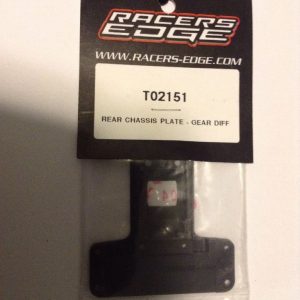 RACERS
EDGE
WWW.RACERS-EDGE.COM
T02151
REAR CHASSIS PLATE - GEAR DIFF